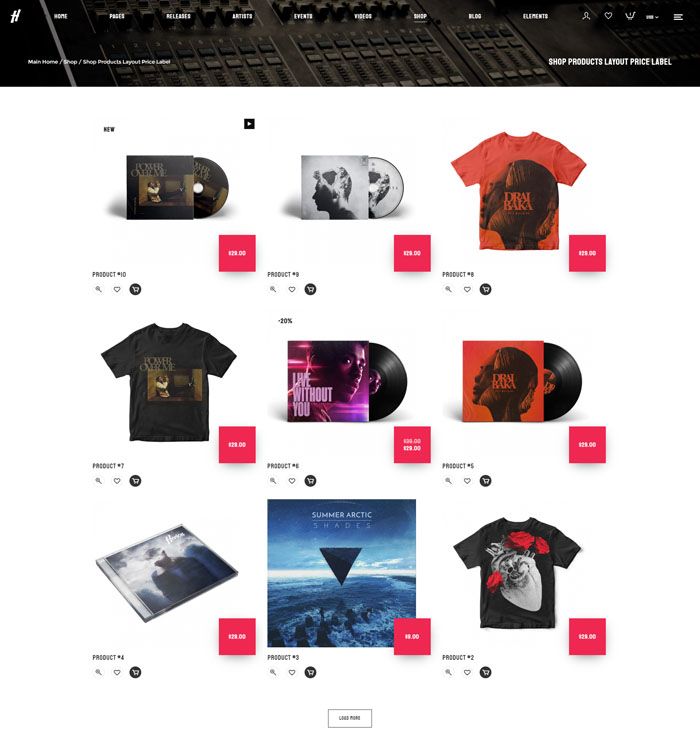 H
HOME PAGES RELEASES ARTISTS EVENTS VIDEOS SHOP BLOG ELEMENTS
Main Home / Shop / Shop Products Layout Price Label
SHOP PRODUCTS LAYOUT PRICE LABEL
NEW
POWER
OVER ME
DRAI
BAKA
$29.00 $29.00 $29.00
PRODUCT #10 PRODUCT #9 PRODUCT #8
-20%
POWER
OVER ME
LIVE
WITHOUT
YOU
DRAI
BAKA
$39.00
$29.00 $29.00 $29.00
PRODUCT #7 PRODUCT #6 PRODUCT #5
SUMMER ARCTIC
SHADES
$29.00 $9.00 $29.00
PRODUCT #4 PRODUCT #3 PRODUCT #2
LOAD MORE